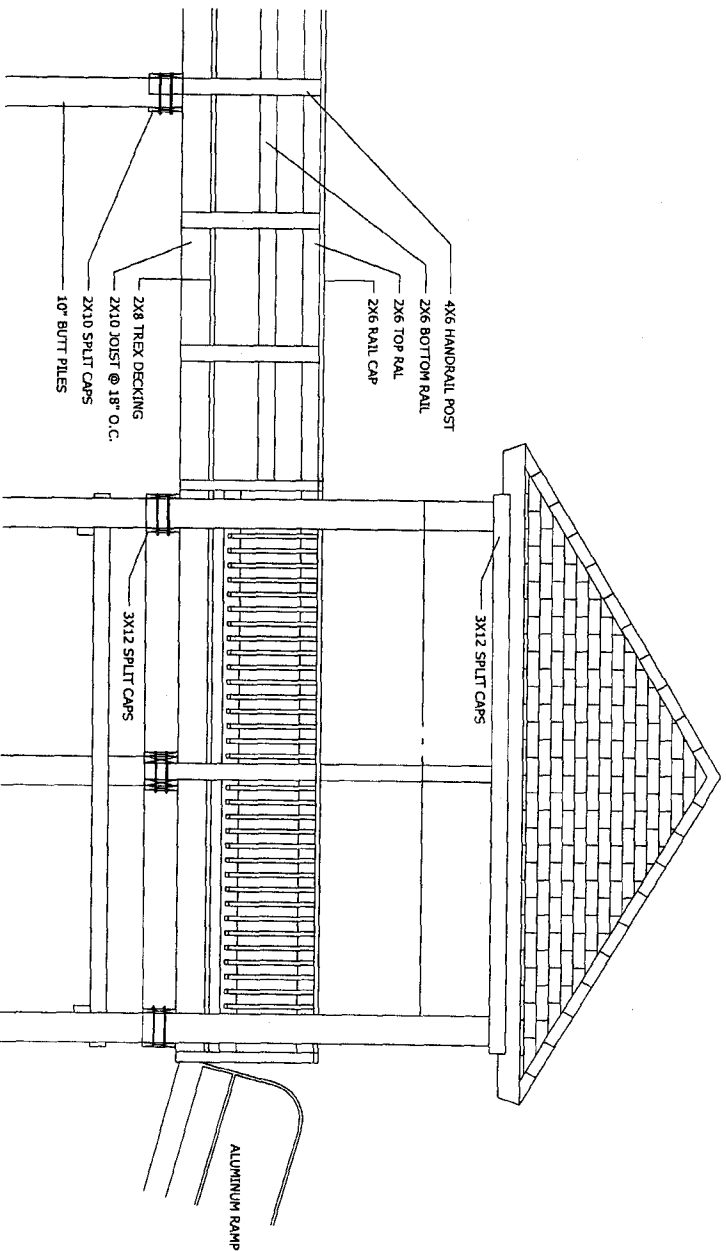 4X6 HANDRAIL POST
2X6 BOTTOM RAIL
2X6 TOP RAL
2X6 RAIL CAP
2X8 TREX DECKING
2X10 JOIST @ 18" O.C.
2X10 SPLIT CAPS
10" BUTT PILES
3X12 SPLIT CAPS
3X12 SPLIT CAPS
ALUMINUM RAMP